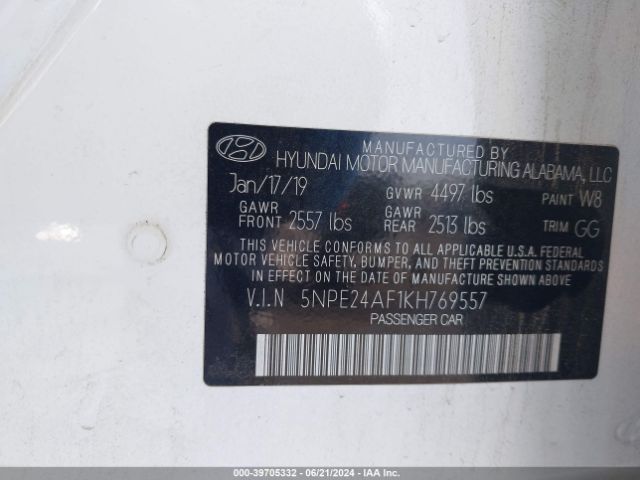 MANUFACTURED BY
HYUNDAI MOTOR MANUFACTURING ALABAMA, LLC
Jan/17/19 GVWR 4497 lbs PAINT W8
GAWR FRONT 2557 lbs GAWR REAR 2513 lbs TRIM GG
THIS VEHICLE CONFORMS TO ALL APPLICABLE U.S.A. FEDERAL
MOTOR VEHICLE SAFETY, BUMPER, AND THEFT PREVENTION STANDARDS
IN EFFECT ON THE DATE OF MANUFACTURE SHOWN ABOVE
V.I.N 5NPE24AF1KH769557
PASSENGER CAR
000-39705332 / 06/21/2024 / IAA Holdings, LLC.